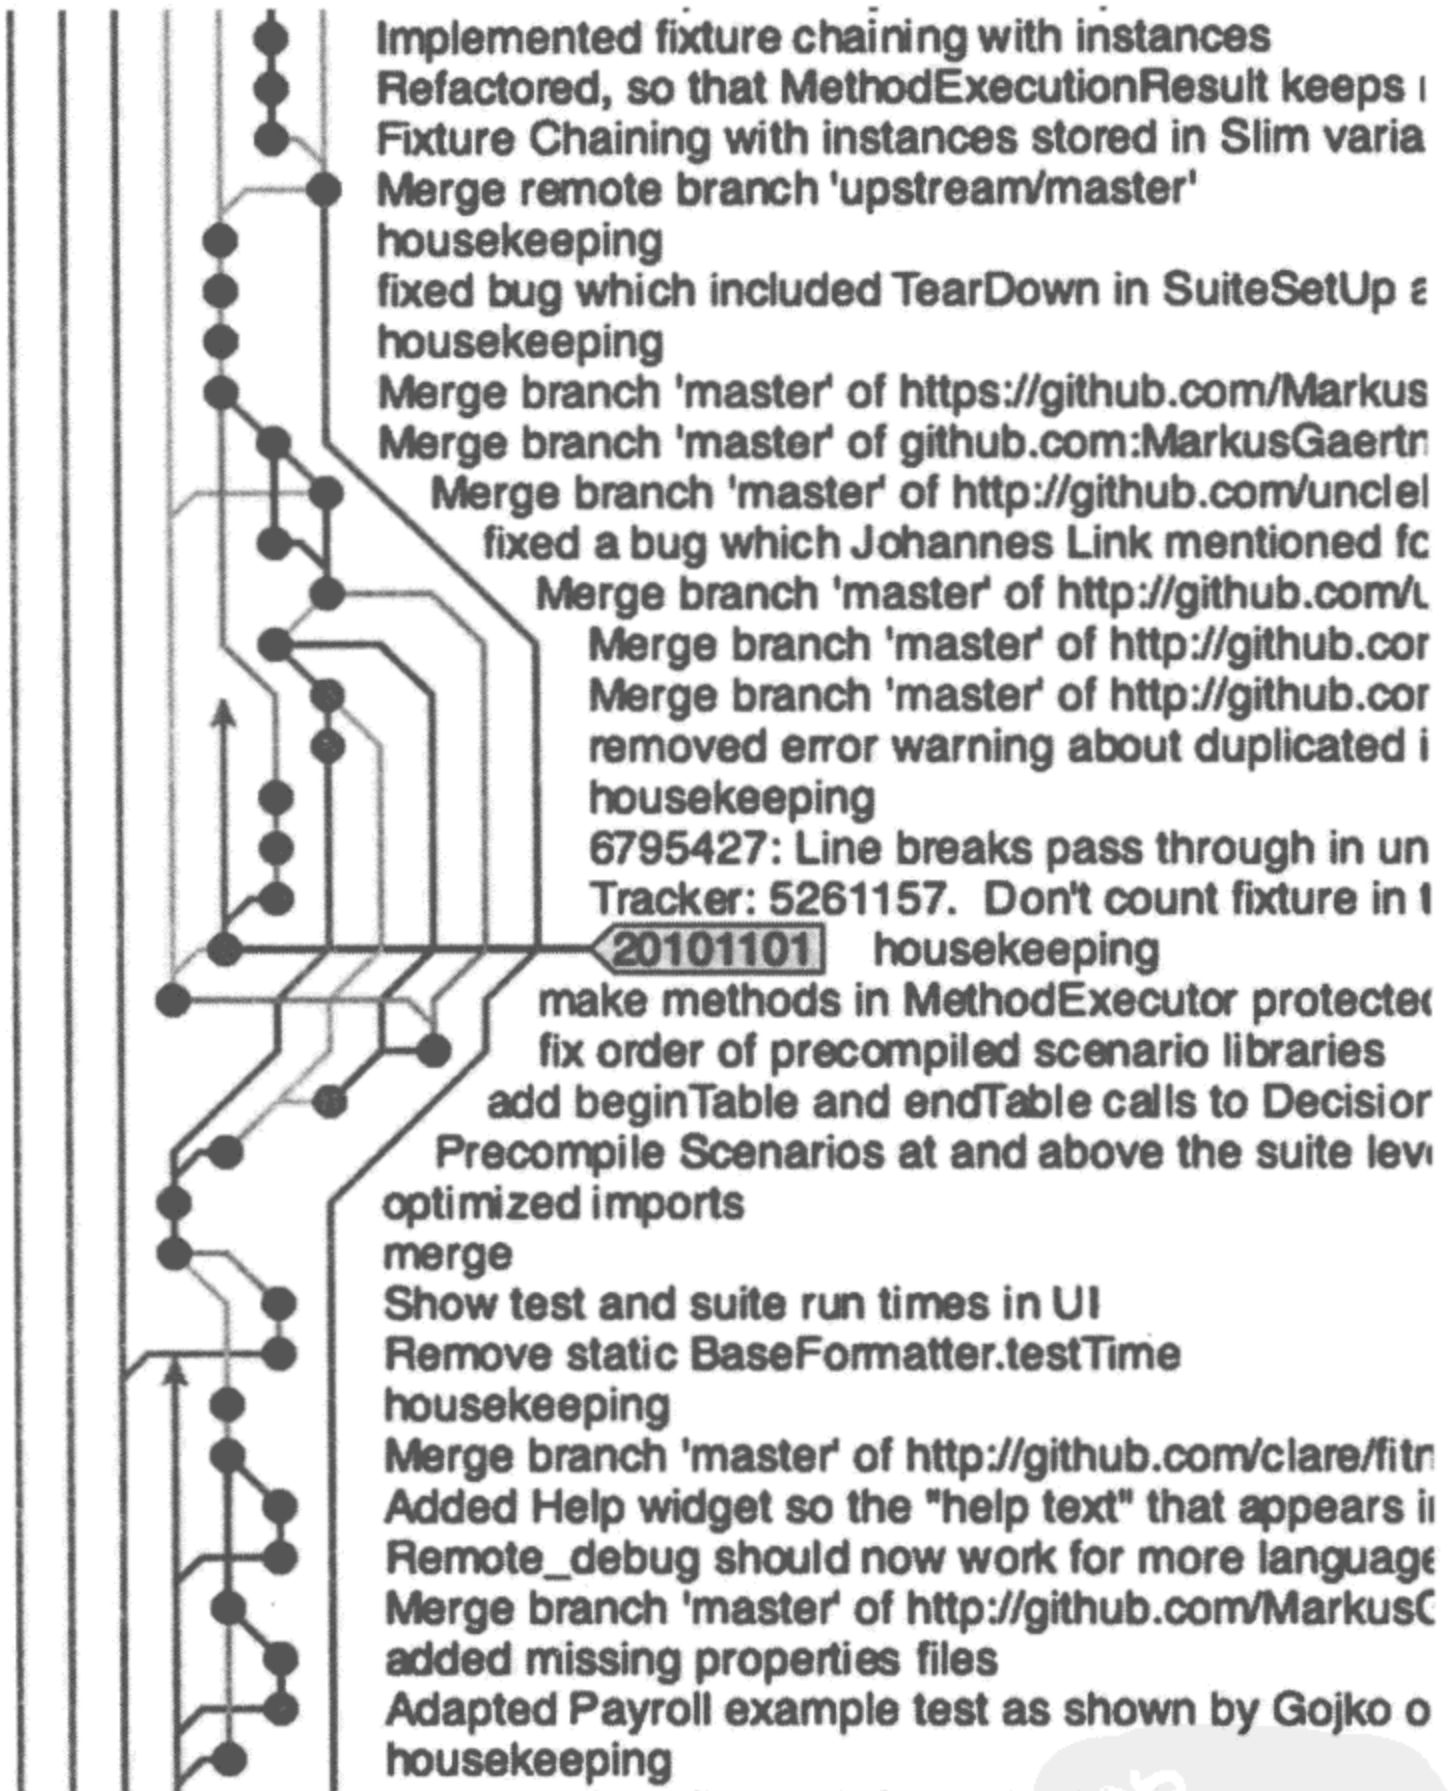 Implemented fixture chaining with instances
Refactored, so that MethodExecutionResult keeps
Fixture Chaining with instances stored in Slim varia
Merge remote branch 'upstream/master'
housekeeping
fixed bug which included TearDown in SuiteSetUp a
housekeeping
Merge branch 'master' of https://github.com/Markus
Merge branch 'master' of github.com:MarkusGaertn
Merge branch 'master' of http://github.com/unclel
fixed a bug which Johannes Link mentioned fo
Merge branch 'master' of http://github.com/u
Merge branch 'master' of http://github.cor
Merge branch 'master' of http://github.cor
removed error warning about duplicated i
housekeeping
6795427: Line breaks pass through in un
Tracker: 5261157. Don't count fixture in t
20101101 housekeeping
make methods in MethodExecutor protected
fix order of precompiled scenario libraries
add beginTable and endTable calls to Decisior
Precompile Scenarios at and above the suite leve
optimized imports
merge
Show test and suite run times in UI
Remove static BaseFormatter.testTime
housekeeping
Merge branch 'master' of http://github.com/clare/fitn
Added Help widget so the "help text" that appears in
Remote_debug should now work for more language
Merge branch 'master' of http://github.com/MarkusG
added missing properties files
Adapted Payroll example test as shown by Gojko o
housekeeping